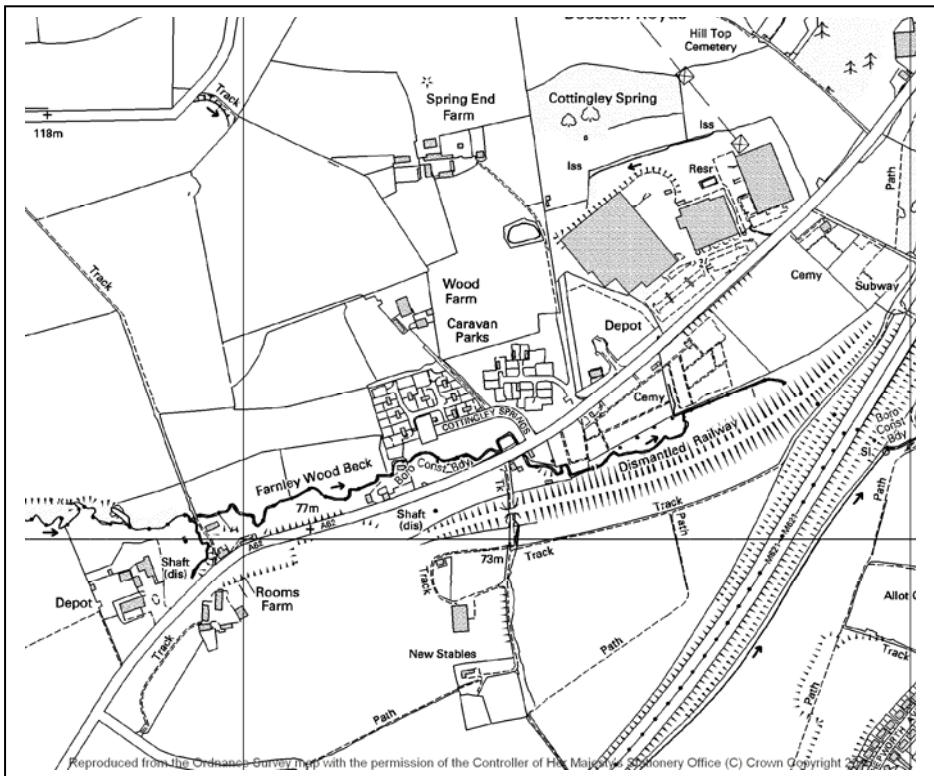 Hill Top
Cemetery
Track
118m
Spring End
Farm
Cottingley Spring
Iss
Iss
Resr
Path
Track
Wood
Farm
Caravan
Parks
Cemy
Subway
Depot
COTTINGLEY SPRINGS
Cemy
Boro Const Bdy
Farnley Wood Beck
Boro Const Bdy
Dismantled Railway
Sl
Path
77m
A62
Tk
Shaft
(dis)
Track
Path
A62
Shaft
(dis)
73m
Track
Track
M621
M621
Depot
Rooms
Farm
Track
Allot
New Stables
Path
Track
Path
Path
Reproduced from the Ordnance Survey map with the permission of the Controller of Her Majesty's Stationery Office (C) Crown Copyright